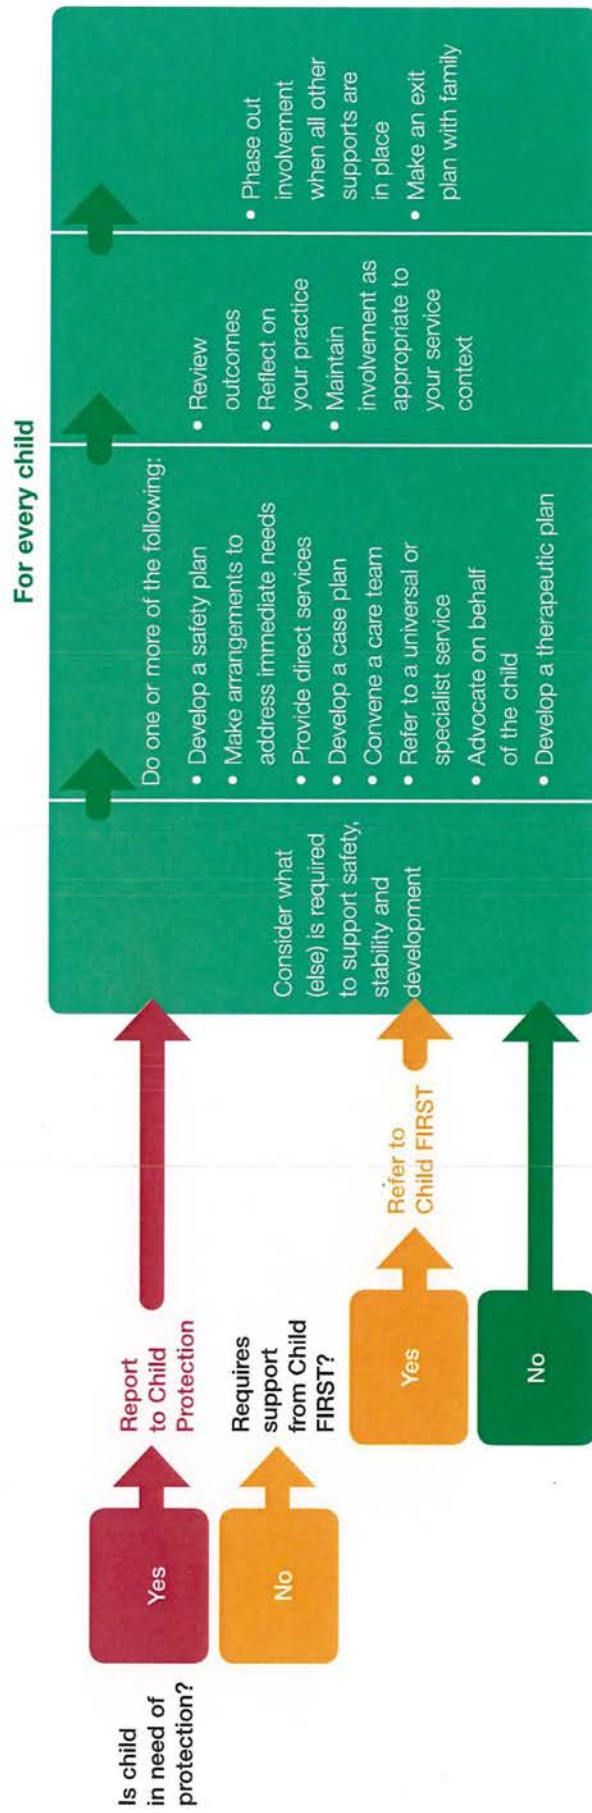 For every child
Is child
in need of
protection?
Yes
Report
to Child
Protection
No
Requires
support
from Child
FIRST?
Yes
Refer to
Child FIRST
No
Consider what
(else) is required
to support safety,
stability and
development
Do one or more of the following:
• Develop a safety plan
• Make arrangements to
address immediate needs
• Provide direct services
• Develop a case plan
• Convene a care team
• Refer to a universal or
specialist service
• Advocate on behalf
of the child
• Develop a therapeutic plan
• Review
outcomes
• Reflect on
your practice
• Maintain
involvement as
appropriate to
your service
context
• Phase out
involvement
when all other
supports are
in place
• Make an exit
plan with family